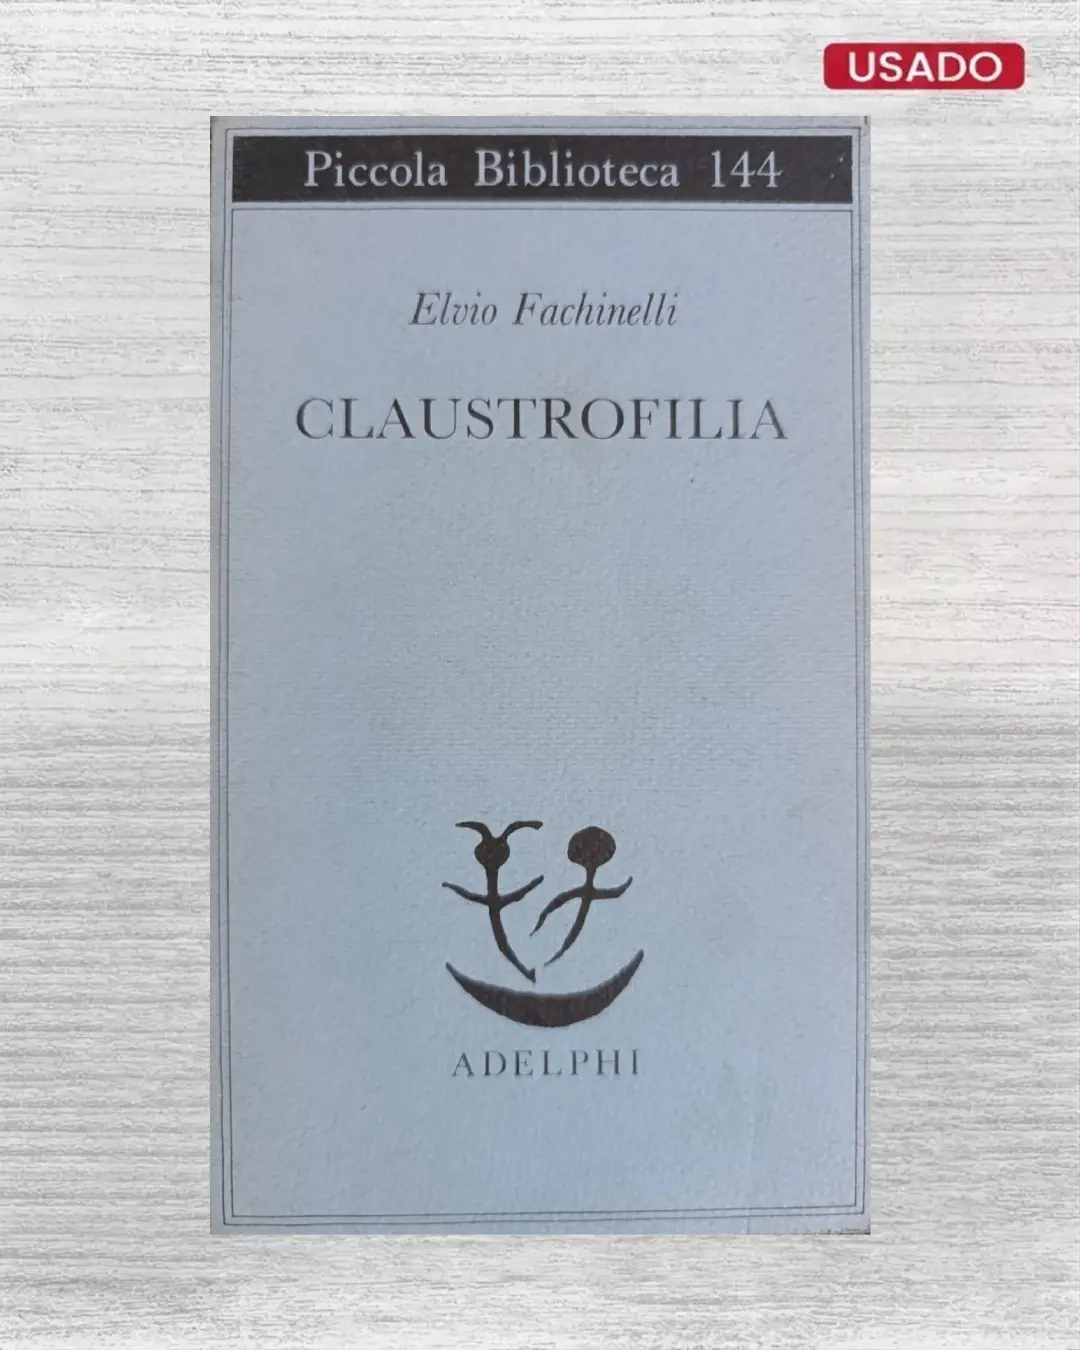 USADO
Piccola Biblioteca 144
Elvio Fachinelli
CLAUSTROFILIA
ADELPHI